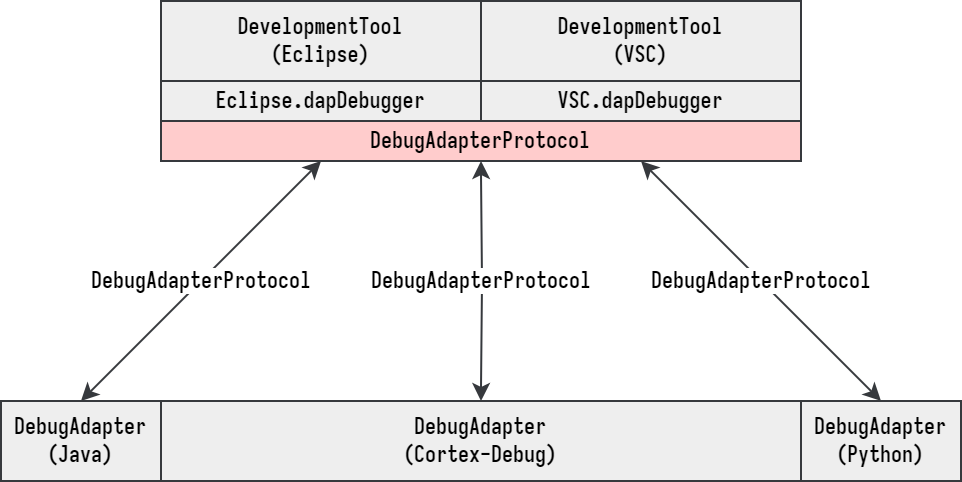 DevelopmentTool
(Eclipse)
DevelopmentTool
(VSC)
Eclipse.dapDebugger
VSC.dapDebugger
DebugAdapterProtocol
DebugAdapterProtocol
DebugAdapterProtocol
DebugAdapterProtocol
DebugAdapter
(Java)
DebugAdapter
(Cortex-Debug)
DebugAdapter
(Python)